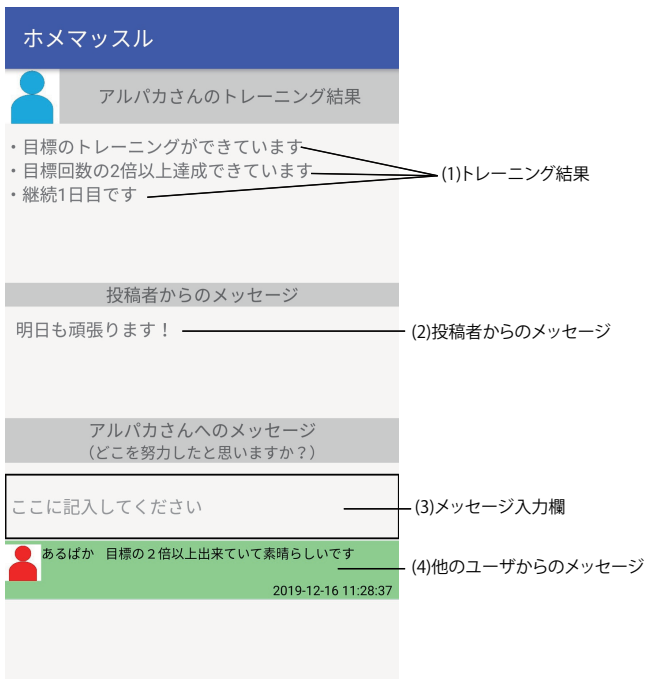 ホメマッスル
アルパカさんのトレーニング結果
・目標のトレーニングができています
・目標回数の2倍以上達成できています
・継続1日目です
(1)トレーニング結果
投稿者からのメッセージ
明日も頑張ります！
(2)投稿者からのメッセージ
アルパカさんへのメッセージ
（どこを努力したと思いますか？）
ここに記入してください
(3)メッセージ入力欄
あるぱか 目標の２倍以上出来ていて素晴らしいです
(4)他のユーザからのメッセージ
2019-12-16 11:28:37